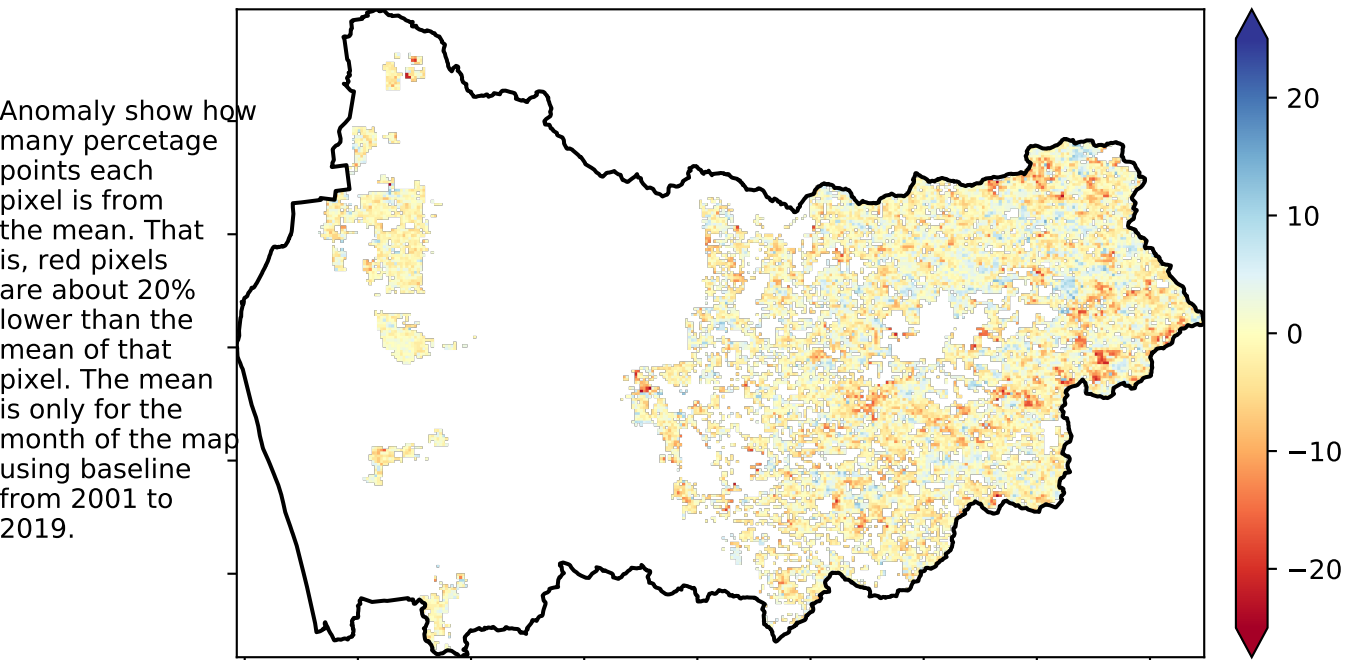 Anomaly show how
many percetage
points each
pixel is from
the mean. That
is, red pixels
are about 20%
lower than the
mean of that
pixel. The mean
is only for the
month of the map
using baseline
from 2001 to
2019.
20
10
0
−10
−20